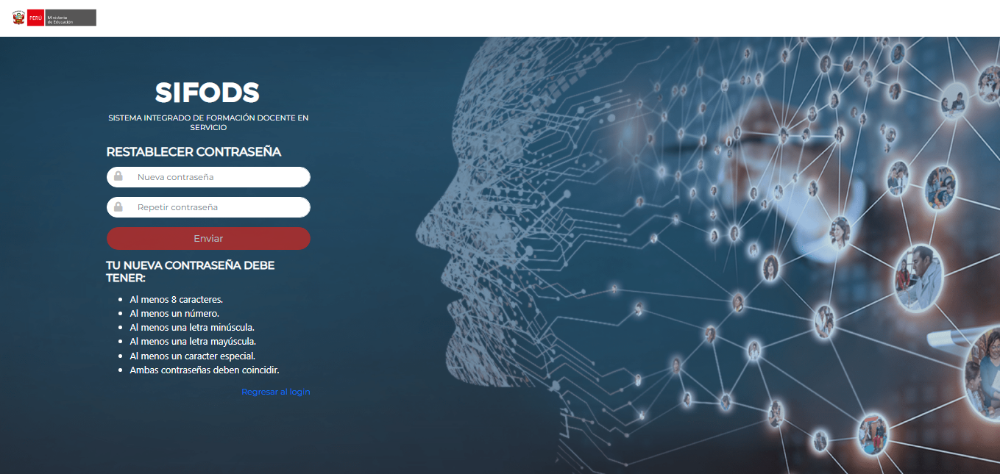 PERÚ
Ministerio
de Educación
SIFODS
SISTEMA INTEGRADO DE FORMACIÓN DOCENTE EN
SERVICIO
RESTABLECER CONTRASEÑA
Nueva contraseña
Repetir contraseña
Enviar
TU NUEVA CONTRASEÑA DEBE
TENER:
Al menos 8 caracteres.
Al menos un número.
Al menos una letra minúscula.
Al menos una letra mayúscula.
Al menos un caracter especial.
Ambas contraseñas deben coincidir.
Regresar al login